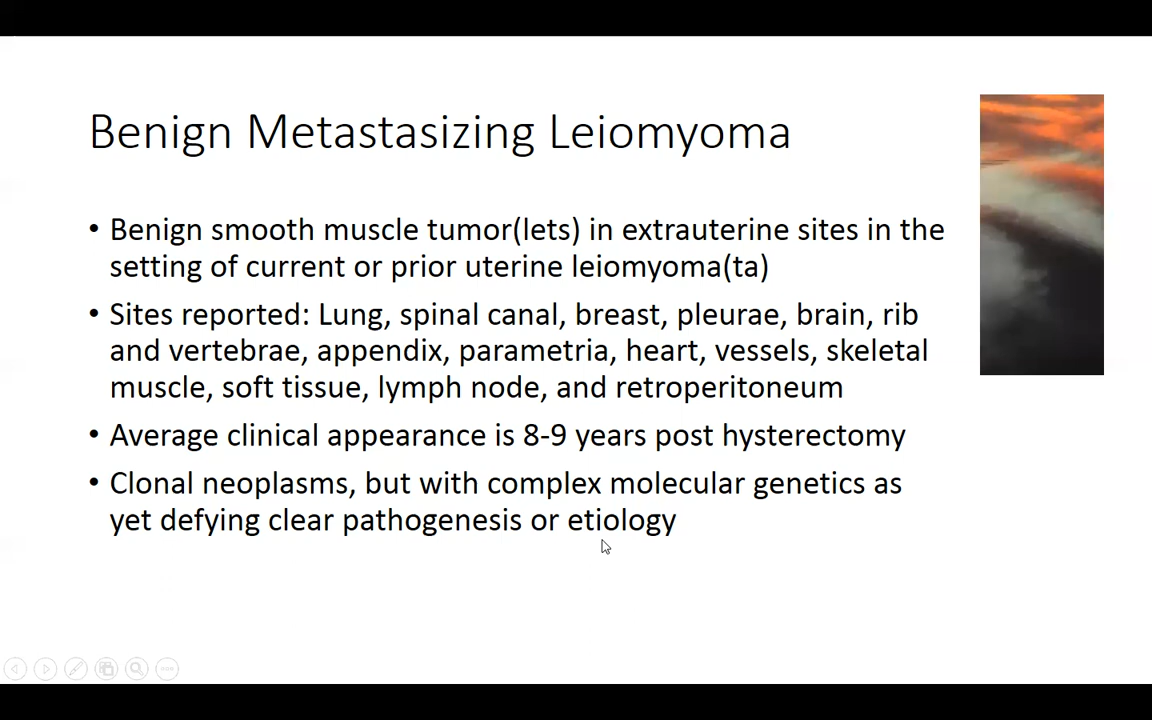 Benign Metastasizing Leiomyoma
• Benign smooth muscle tumor(lets) in extrauterine sites in the
setting of current or prior uterine leiomyoma(ta)
• Sites reported: Lung, spinal canal, breast, pleurae, brain, rib
and vertebrae, appendix, parametria, heart, vessels, skeletal
muscle, soft tissue, lymph node, and retroperitoneum
• Average clinical appearance is 8-9 years post hysterectomy
• Clonal neoplasms, but with complex molecular genetics as
yet defying clear pathogenesis or etiology